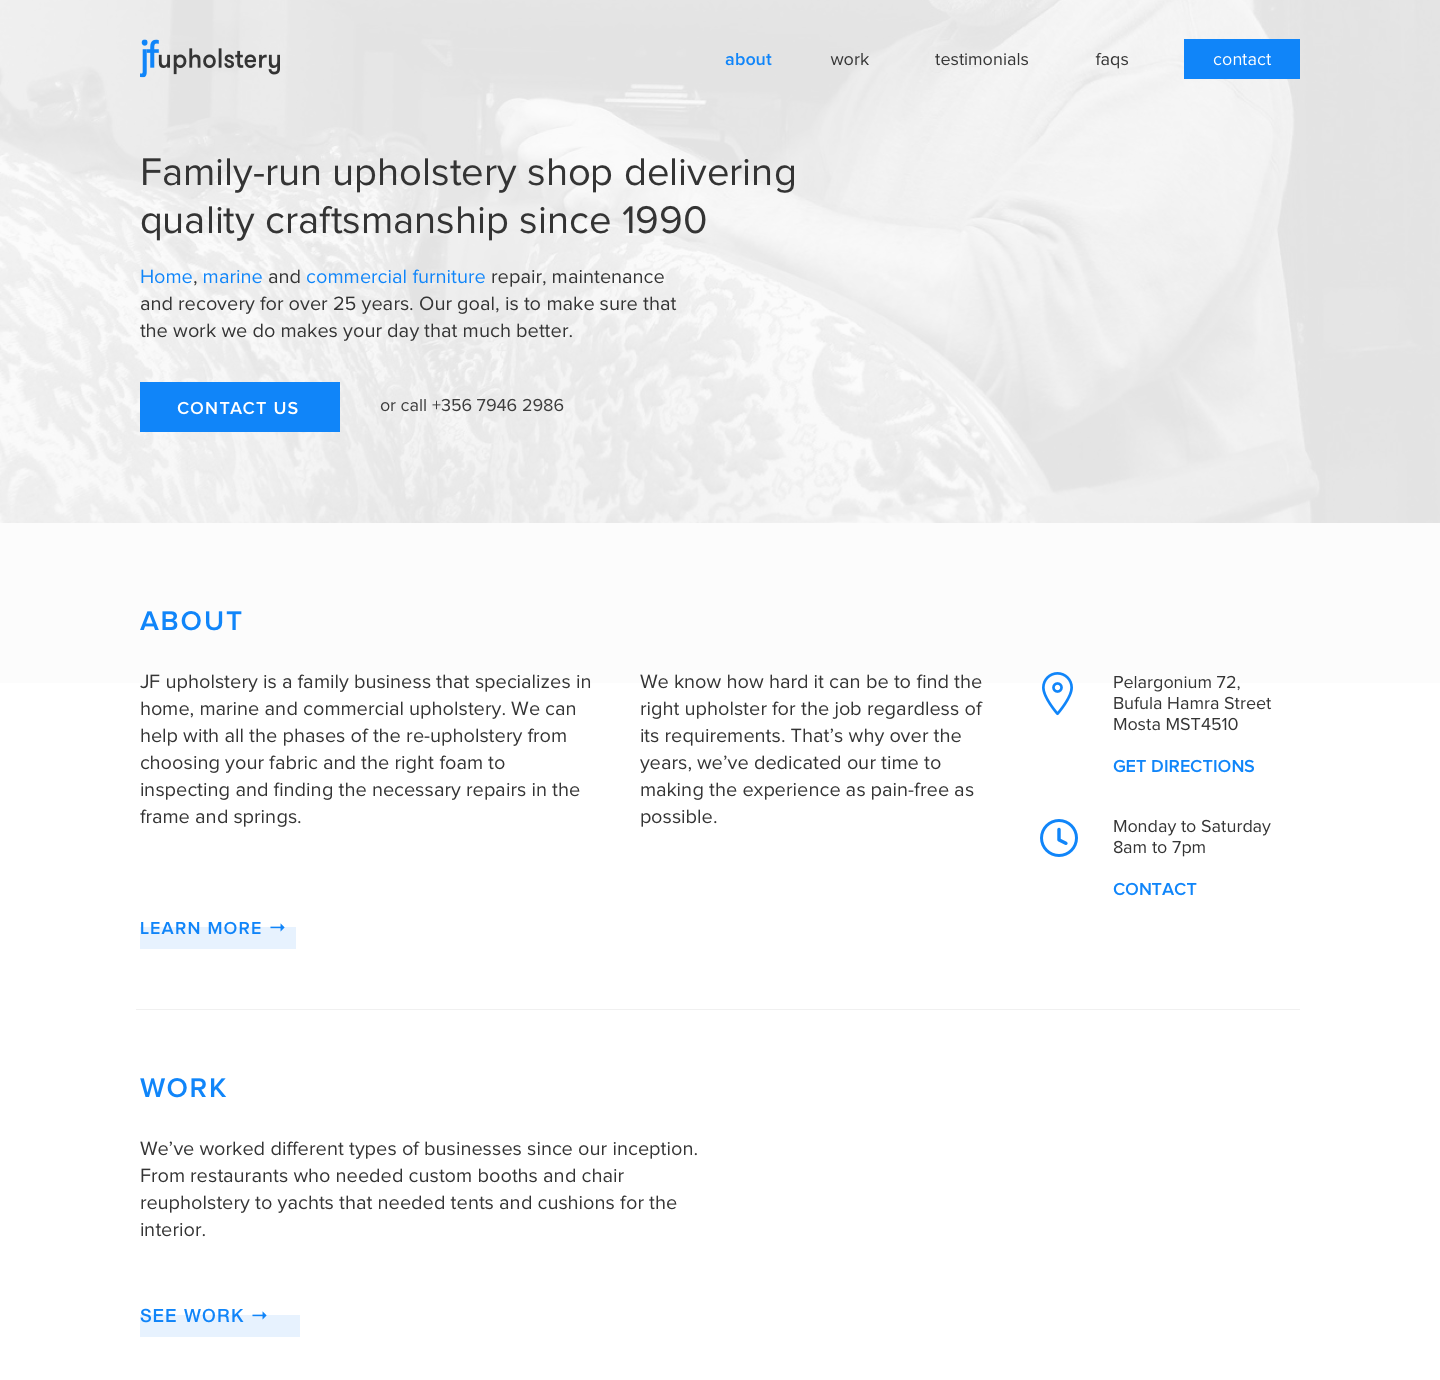 jfupholstery
about work testimonials faqs contact
Family-run upholstery shop delivering
quality craftsmanship since 1990
Home, marine and commercial furniture repair, maintenance
and recovery for over 25 years. Our goal, is to make sure that
the work we do makes your day that much better.
CONTACT US or call +356 7946 2986
ABOUT
JF upholstery is a family business that specializes in
home, marine and commercial upholstery. We can
help with all the phases of the re-upholstery from
choosing your fabric and the right foam to
inspecting and finding the necessary repairs in the
frame and springs.
LEARN MORE →
We know how hard it can be to find the
right upholster for the job regardless of
its requirements. That’s why over the
years, we’ve dedicated our time to
making the experience as pain-free as
possible.
Pelargonium 72,
Bufula Hamra Street
Mosta MST4510
GET DIRECTIONS
Monday to Saturday
8am to 7pm
CONTACT
WORK
We’ve worked different types of businesses since our inception.
From restaurants who needed custom booths and chair
reupholstery to yachts that needed tents and cushions for the
interior.
SEE WORK →